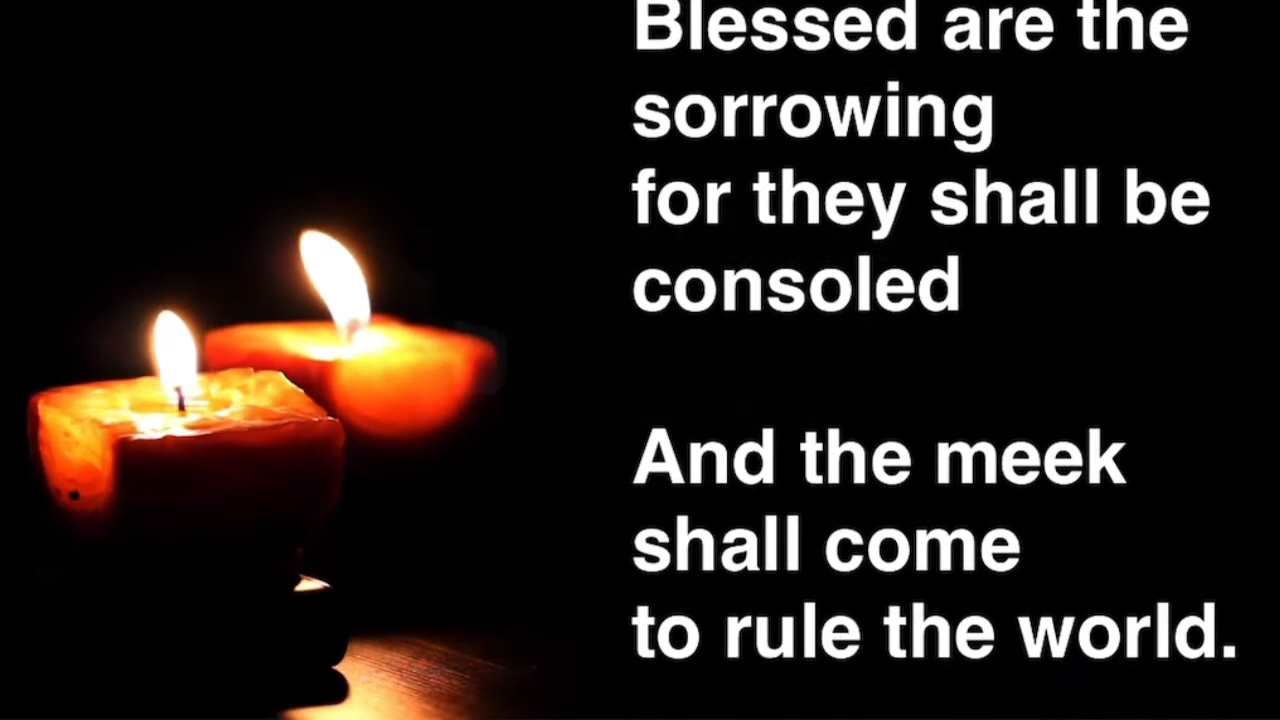 Blessed are the
sorrowing
for they shall be
consoled
And the meek
shall come
to rule the world.